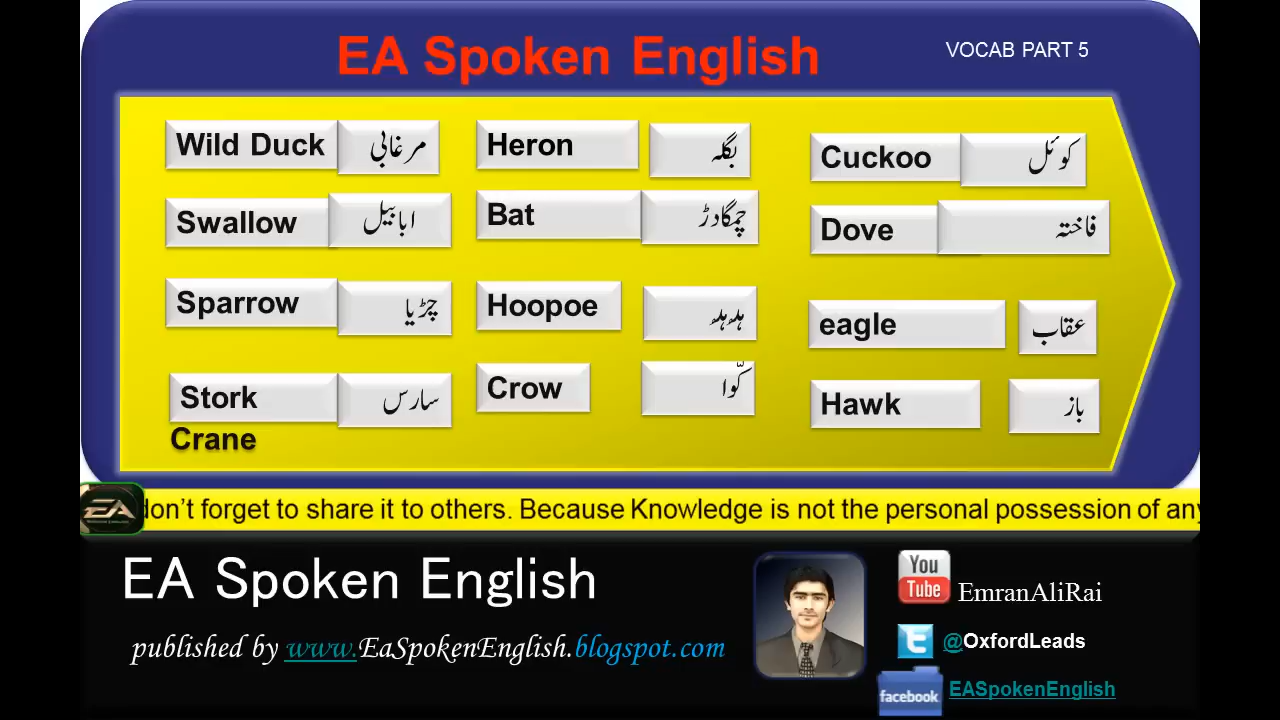 EA Spoken English
VOCAB PART 5
Wild Duck مرغابی
Heron بگلہ
Cuckoo کوئل
Swallow ابابیل
Bat چمگادڑ
Dove فاختہ
Sparrow چڑیا
Hoopoe ہدہد
eagle عقاب
Stork سارس
Crane
Crow کوّا
Hawk باز
EA
don't forget to share it to others. Because Knowledge is not the personal possession of any
EA Spoken English
published by www.EaSpokenEnglish.blogspot.com
You Tube EmranAliRai
@OxfordLeads
facebook EASpokenEnglish